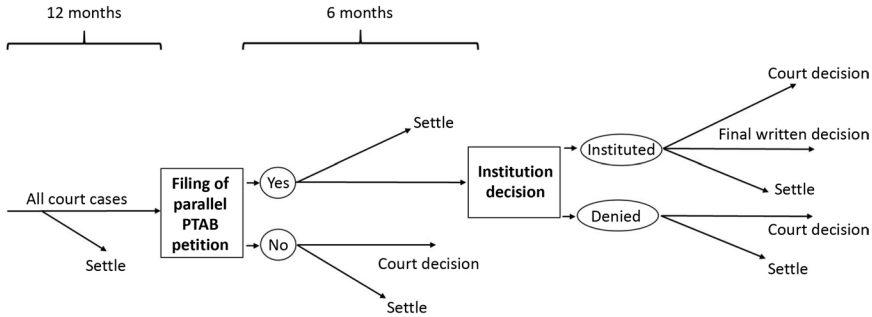 12 months
6 months
All court cases
Settle
Filing of
parallel
PTAB
petition
Yes
No
Settle
Court decision
Settle
Institution
decision
Instituted
Denied
Court decision
Final written decision
Settle
Court decision
Settle